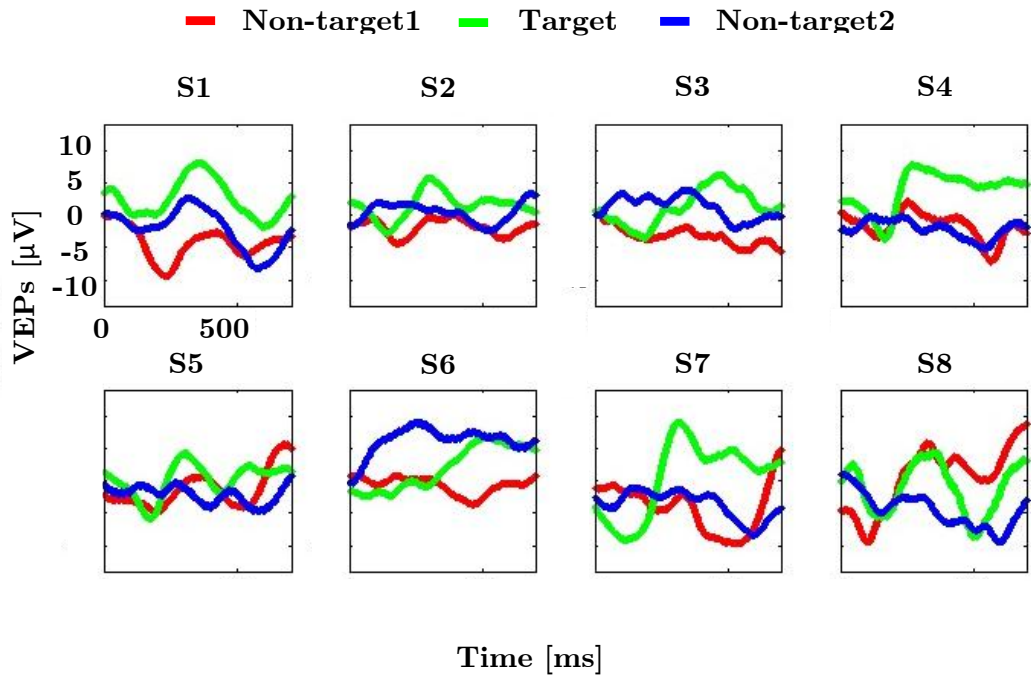 Non-target1 Target Non-target2
S1 S2 S3 S4
10
5
0
-5
-10
VEPs [μV]
0 500
S5 S6 S7 S8
Time [ms]